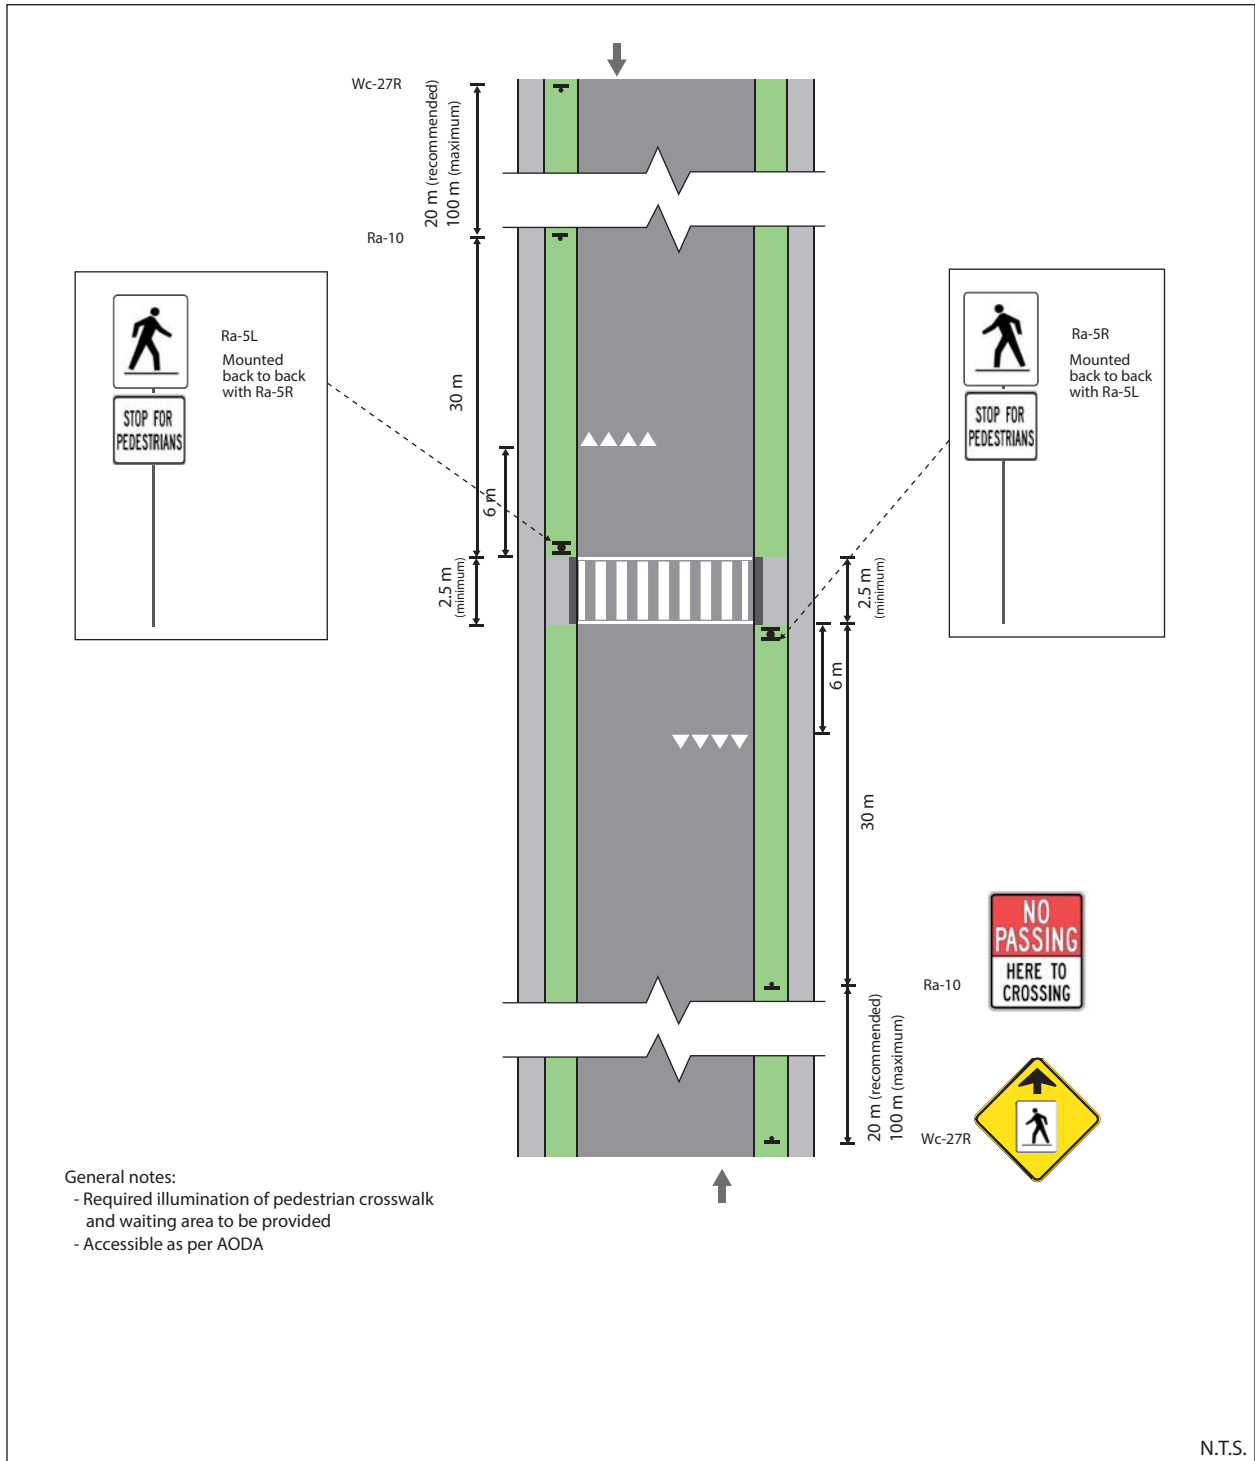 Wc-27R
20 m (recommended)
100 m (maximum)
Ra-10
30 m
6 m
2.5 m
(minimum)
STOP FOR
PEDESTRIANS
Ra-5L
Mounted
back to back
with Ra-5R
STOP FOR
PEDESTRIANS
Ra-5R
Mounted
back to back
with Ra-5L
2.5 m
(minimum)
6 m
30 m
Ra-10
NO
PASSING
HERE TO
CROSSING
20 m (recommended)
100 m (maximum)
Wc-27R
General notes:
- Required illumination of pedestrian crosswalk
and waiting area to be provided
- Accessible as per AODA
N.T.S.